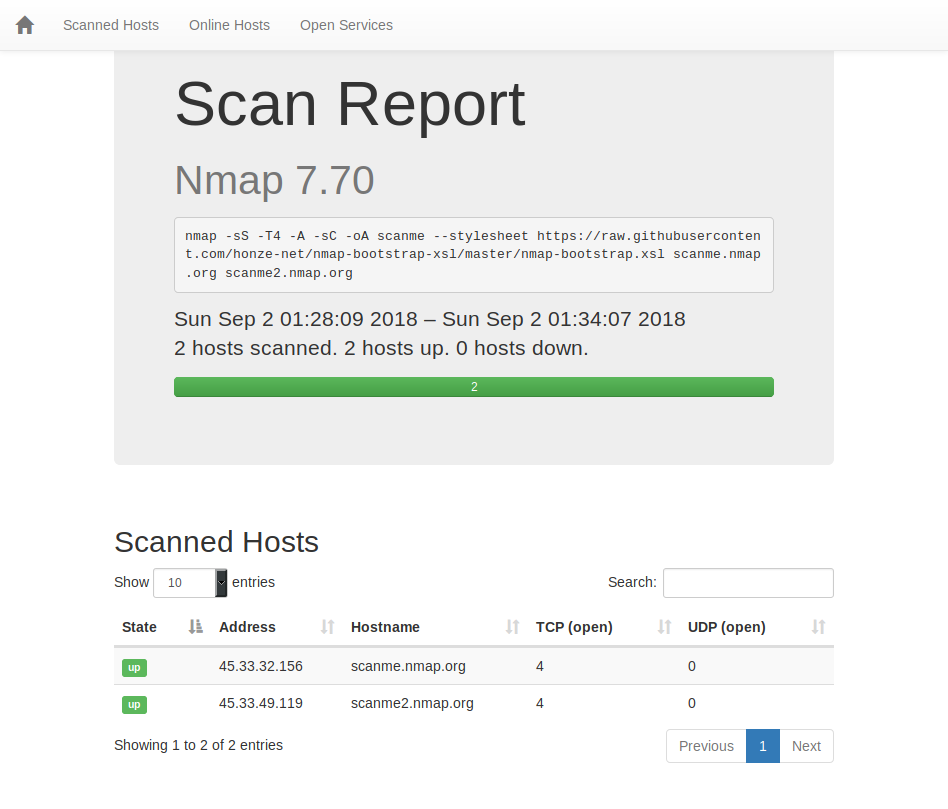 Scanned Hosts Online Hosts Open Services
Scan Report
Nmap 7.70
nmap -sS -T4 -A -sC -oA scanme --stylesheet https://raw.githubuserconten
t.com/honze-net/nmap-bootstrap-xsl/master/nmap-bootstrap.xsl scanme.nmap
.org scanme2.nmap.org
Sun Sep 2 01:28:09 2018 – Sun Sep 2 01:34:07 2018
2 hosts scanned. 2 hosts up. 0 hosts down.
2
Scanned Hosts
Show 10 entries Search:
State Address Hostname TCP (open) UDP (open)
up 45.33.32.156 scanme.nmap.org 4 0
up 45.33.49.119 scanme2.nmap.org 4 0
Showing 1 to 2 of 2 entries Previous 1 Next